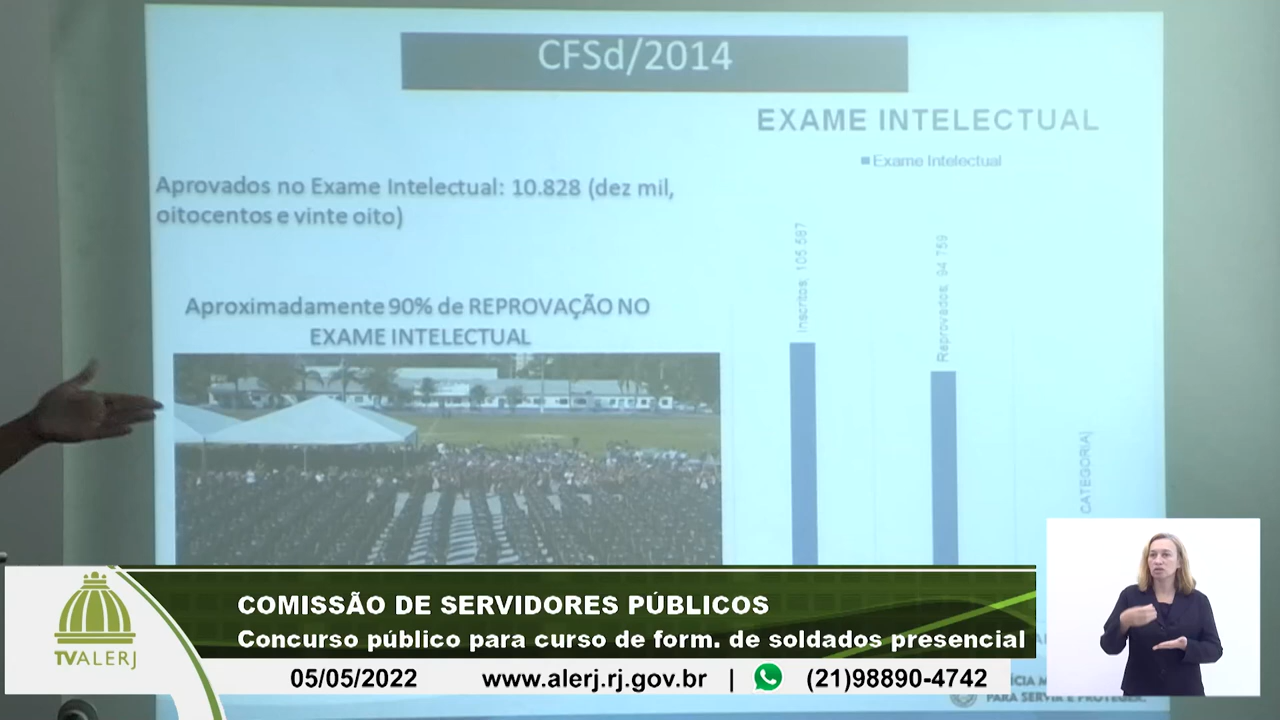 CFSd/2014
EXAME INTELECTUAL
Exame Intelectual
Aprovados no Exame Intelectual: 10.828 (dez mil,
oitocentos e vinte oito)
Aproximadamente 90% de REPROVAÇÃO NO
EXAME INTELECTUAL
Inscritos, 105.587
Reprovados, 94.759
CATEGORIA]
COMISSÃO DE SERVIDORES PÚBLICOS
Concurso público para curso de form. de soldados presencial
TVALERJ
05/05/2022 www.alerj.rj.gov.br | (21)98890-4742
PARA SERVIR E PROTEGER.